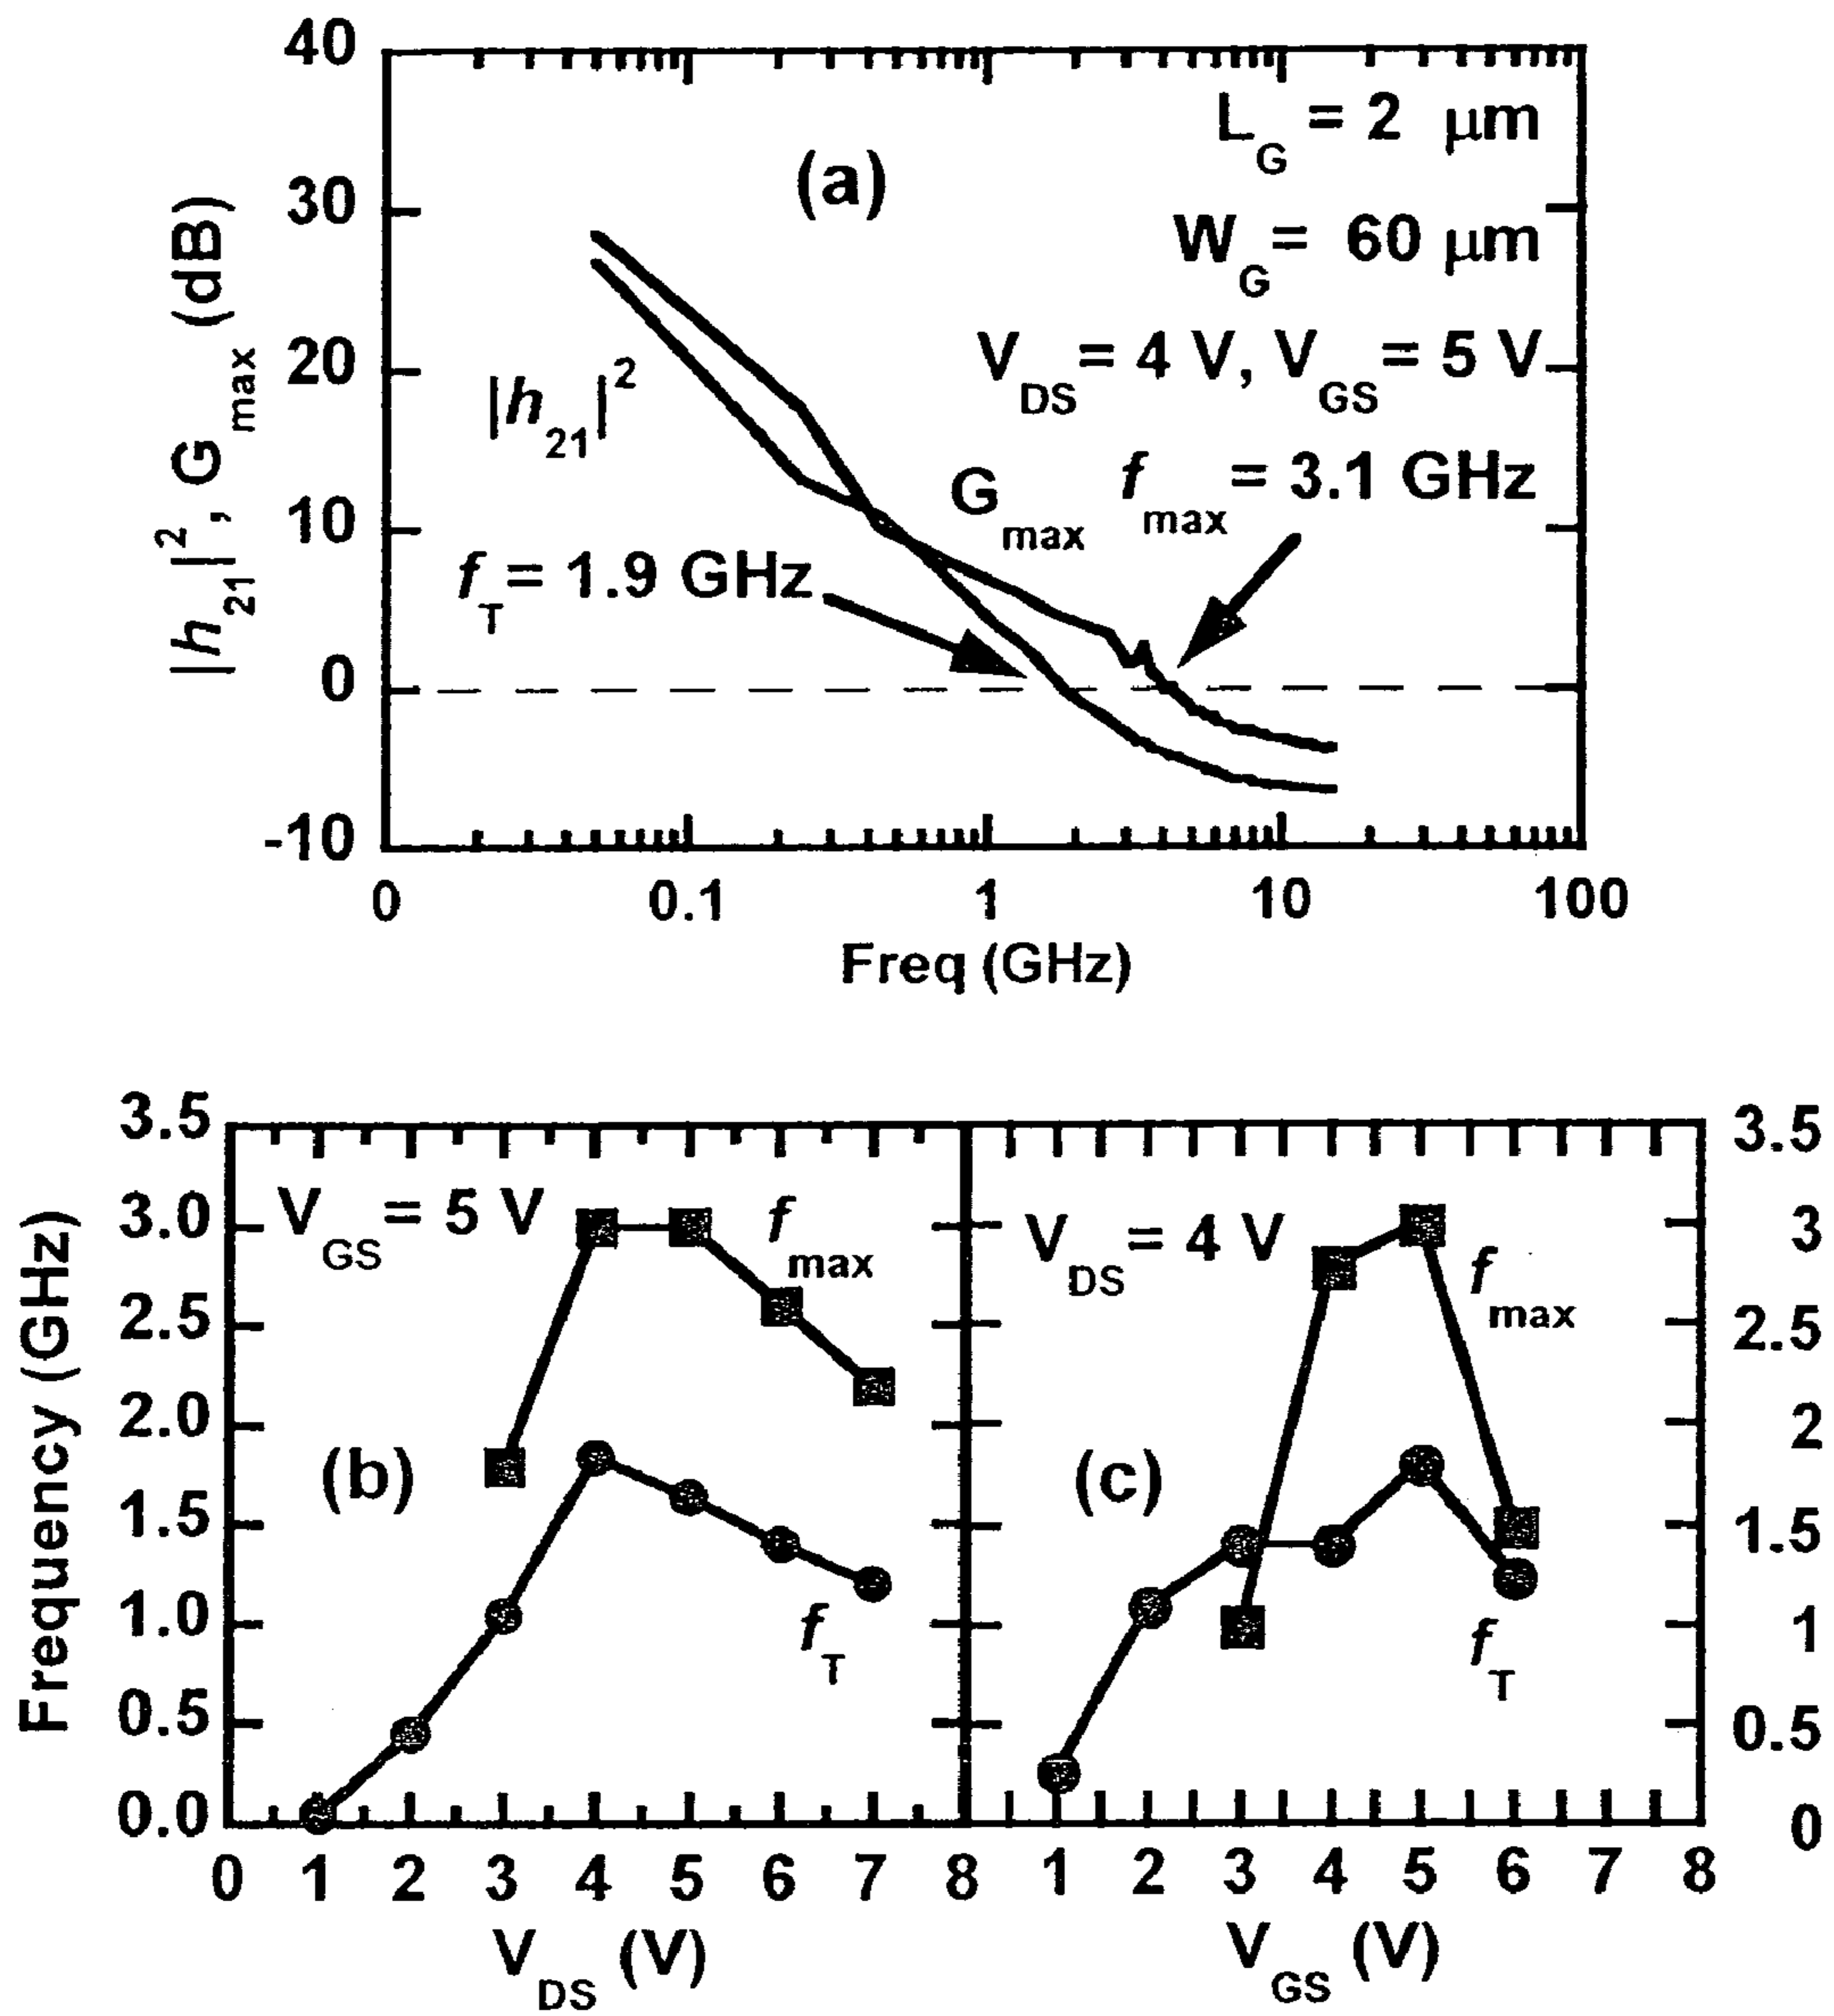 40
30
20
10
0
-10
|h21|², Gmax (dB)
(a)
LG = 2 μm
WG = 60 μm
VDS = 4 V, VGS = 5 V
|h21|²
Gmax
fmax = 3.1 GHz
fT = 1.9 GHz
0 0.1 1 10 100
Freq (GHz)
3.5
3.0
2.5
2.0
1.5
1.0
0.5
0.0
Frequency (GHz)
VGS = 5 V
fmax
(b)
fT
0 1 2 3 4 5 6 7 8
VDS (V)
VDS = 4 V
fmax
(c)
fT
1 2 3 4 5 6 7 8
VGS (V)
3.5
3
2.5
2
1.5
1
0.5
0